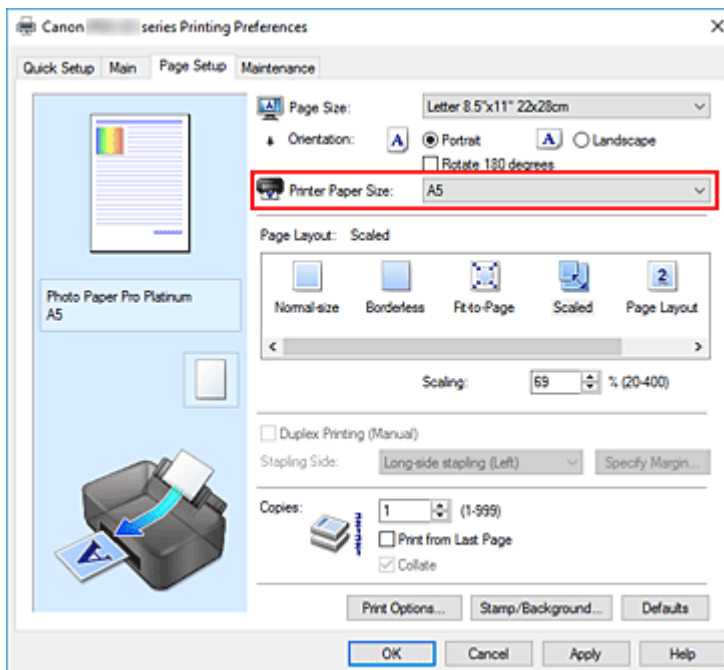 Canon series Printing Preferences
Quick Setup Main Page Setup Maintenance
Page Size: Letter 8.5"x11" 22x28cm
Orientation: A Portrait A Landscape
Rotate 180 degrees
Printer Paper Size: A5
Page Layout: Scaled
Normal-size Borderless Fit-to-Page Scaled 2 Page Layout
Photo Paper Pro Platinum
A5
Scaling: 69 % (20-400)
Duplex Printing (Manual)
Stapling Side: Long-side stapling (Left) Specify Margin...
Copies: 1 (1-999)
Print from Last Page
Collate
A
Print Options... Stamp/Background... Defaults
OK Cancel Apply Help